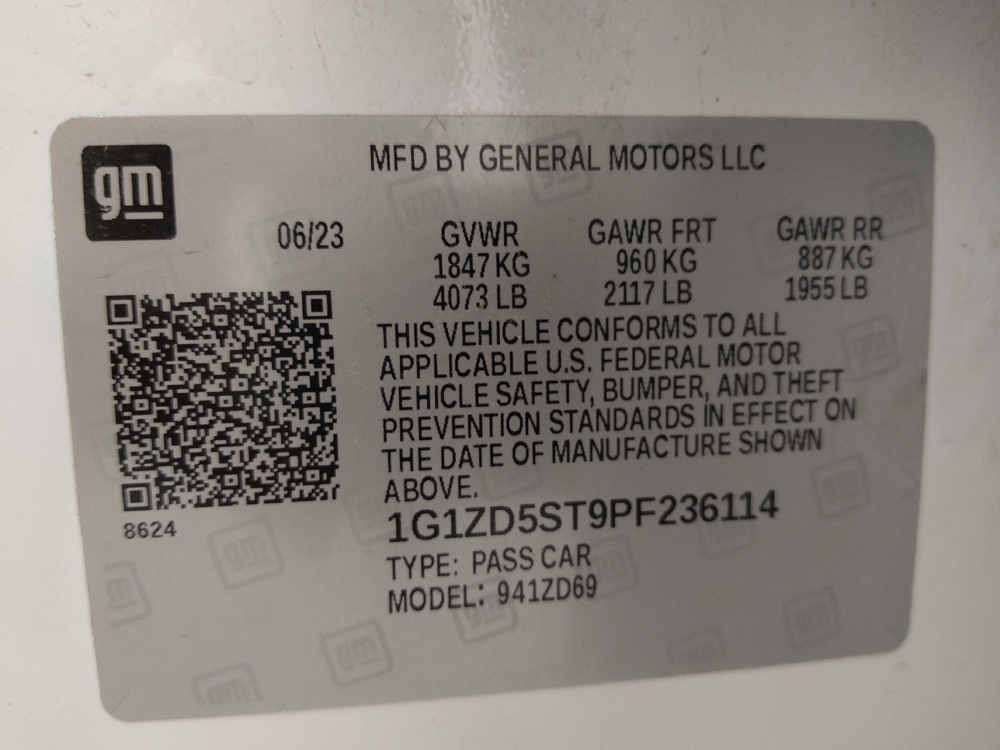 MFD BY GENERAL MOTORS LLC
gm
06/23 GVWR GAWR FRT GAWR RR
1847 KG 960 KG 887 KG
4073 LB 2117 LB 1955 LB
THIS VEHICLE CONFORMS TO ALL
APPLICABLE U.S. FEDERAL MOTOR
VEHICLE SAFETY, BUMPER, AND THEFT
PREVENTION STANDARDS IN EFFECT ON
THE DATE OF MANUFACTURE SHOWN
ABOVE.
8624
1G1ZD5ST9PF236114
TYPE: PASS CAR
MODEL: 941ZD69